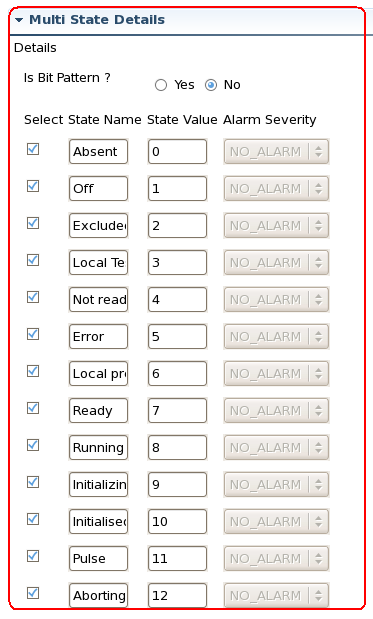 Multi State Details
Details
Is Bit Pattern ? Yes No
Select State Name State Value Alarm Severity
Absent 0 NO_ALARM
Off 1 NO_ALARM
Excluded 2 NO_ALARM
Local Te 3 NO_ALARM
Not read 4 NO_ALARM
Error 5 NO_ALARM
Local pr 6 NO_ALARM
Ready 7 NO_ALARM
Running 8 NO_ALARM
Initializin 9 NO_ALARM
Initialised 10 NO_ALARM
Pulse 11 NO_ALARM
Aborting 12 NO_ALARM